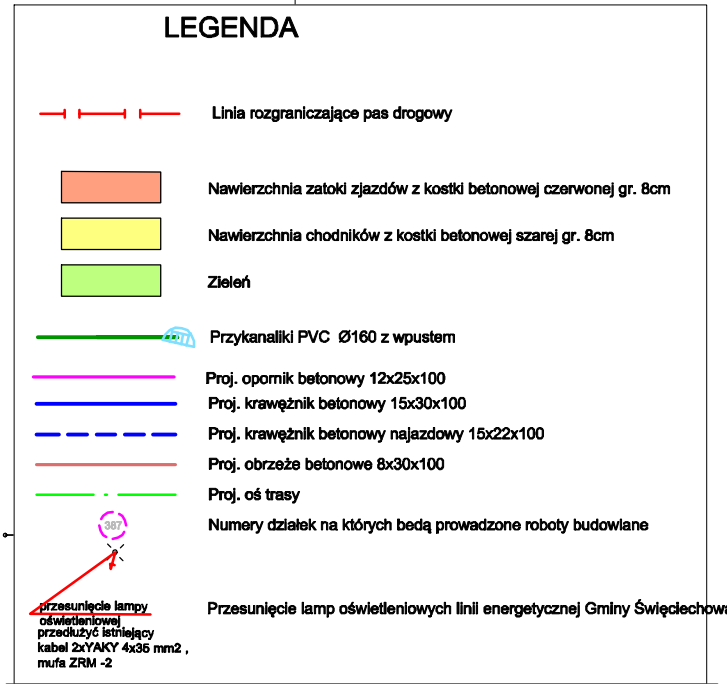 LEGENDA
Linia rozgraniczające pas drogowy
Nawierzchnia zatoki zjazdów z kostki betonowej czerwonej gr. 8cm
Nawierzchnia chodników z kostki betonowej szarej gr. 8cm
Zieleń
Przykanaliki PVC Ø160 z wpustem
Proj. opornik betonowy 12x25x100
Proj. krawężnik betonowy 15x30x100
Proj. krawężnik betonowy najazdowy 15x22x100
Proj. obrzeże betonowe 8x30x100
Proj. oś trasy
387
Numery działek na których bedą prowadzone roboty budowlane
Przesunięcie lamp oświetleniowych linii energetycznej Gminy Święciechowa
przesunięcie lampy
oświetleniowej
przedłużyć istniejący
kabel 2xYAKY 4x35 mm2 ,
mufa ZRM -2